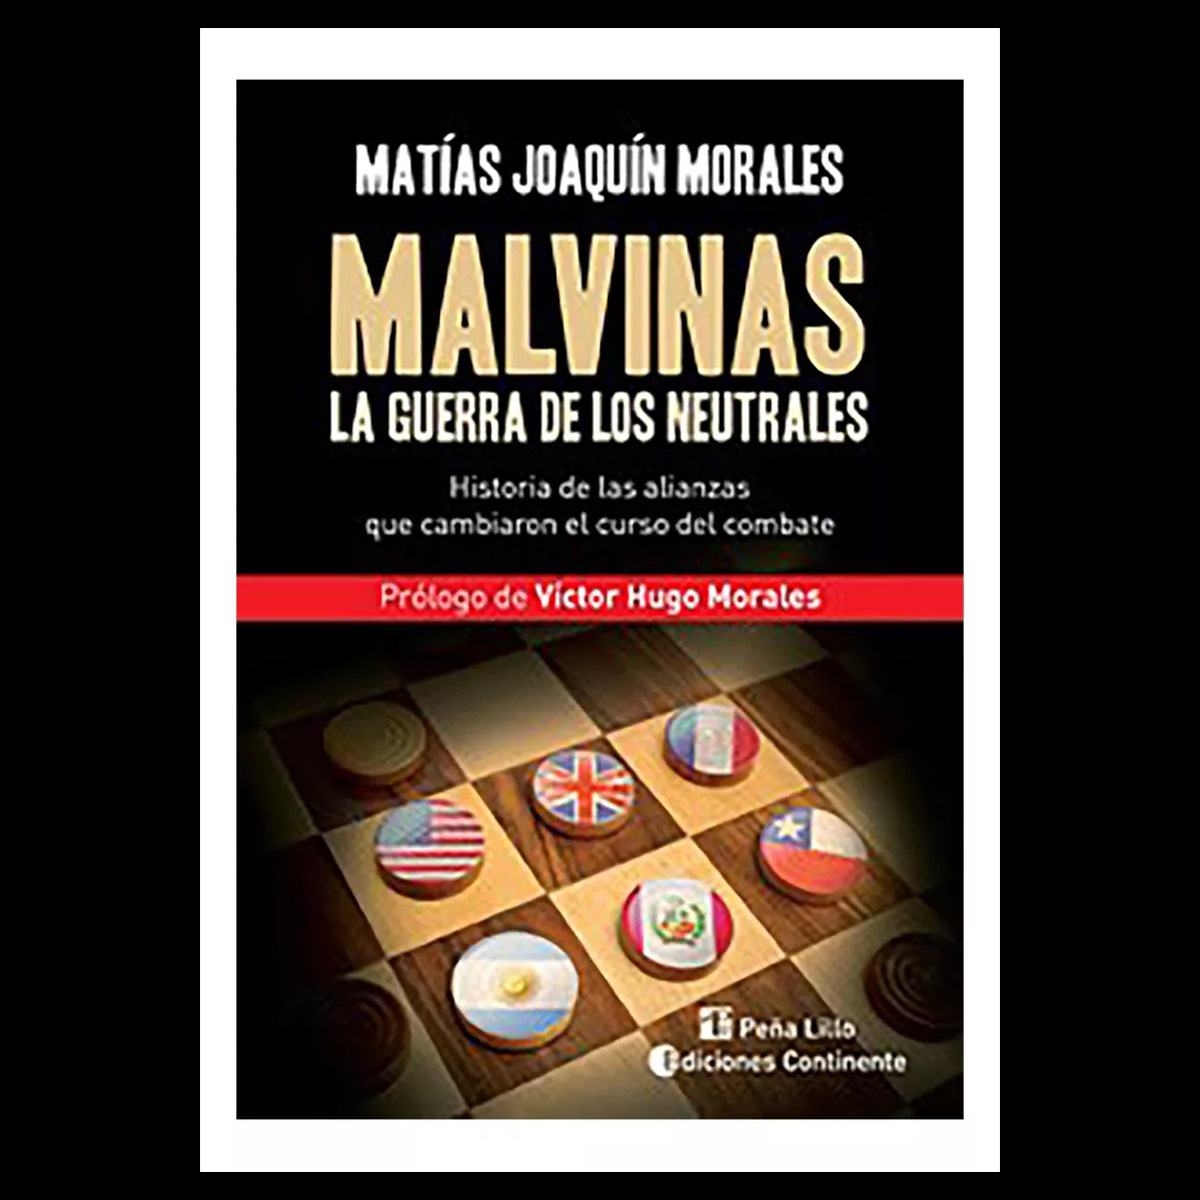 MATÍAS JOAQUÍN MORALES
MALVINAS
LA GUERRA DE LOS NEUTRALES
Historia de las alianzas
que cambiaron el curso del combate
Prólogo de Víctor Hugo Morales
Peña Lillo
Ediciones Continente